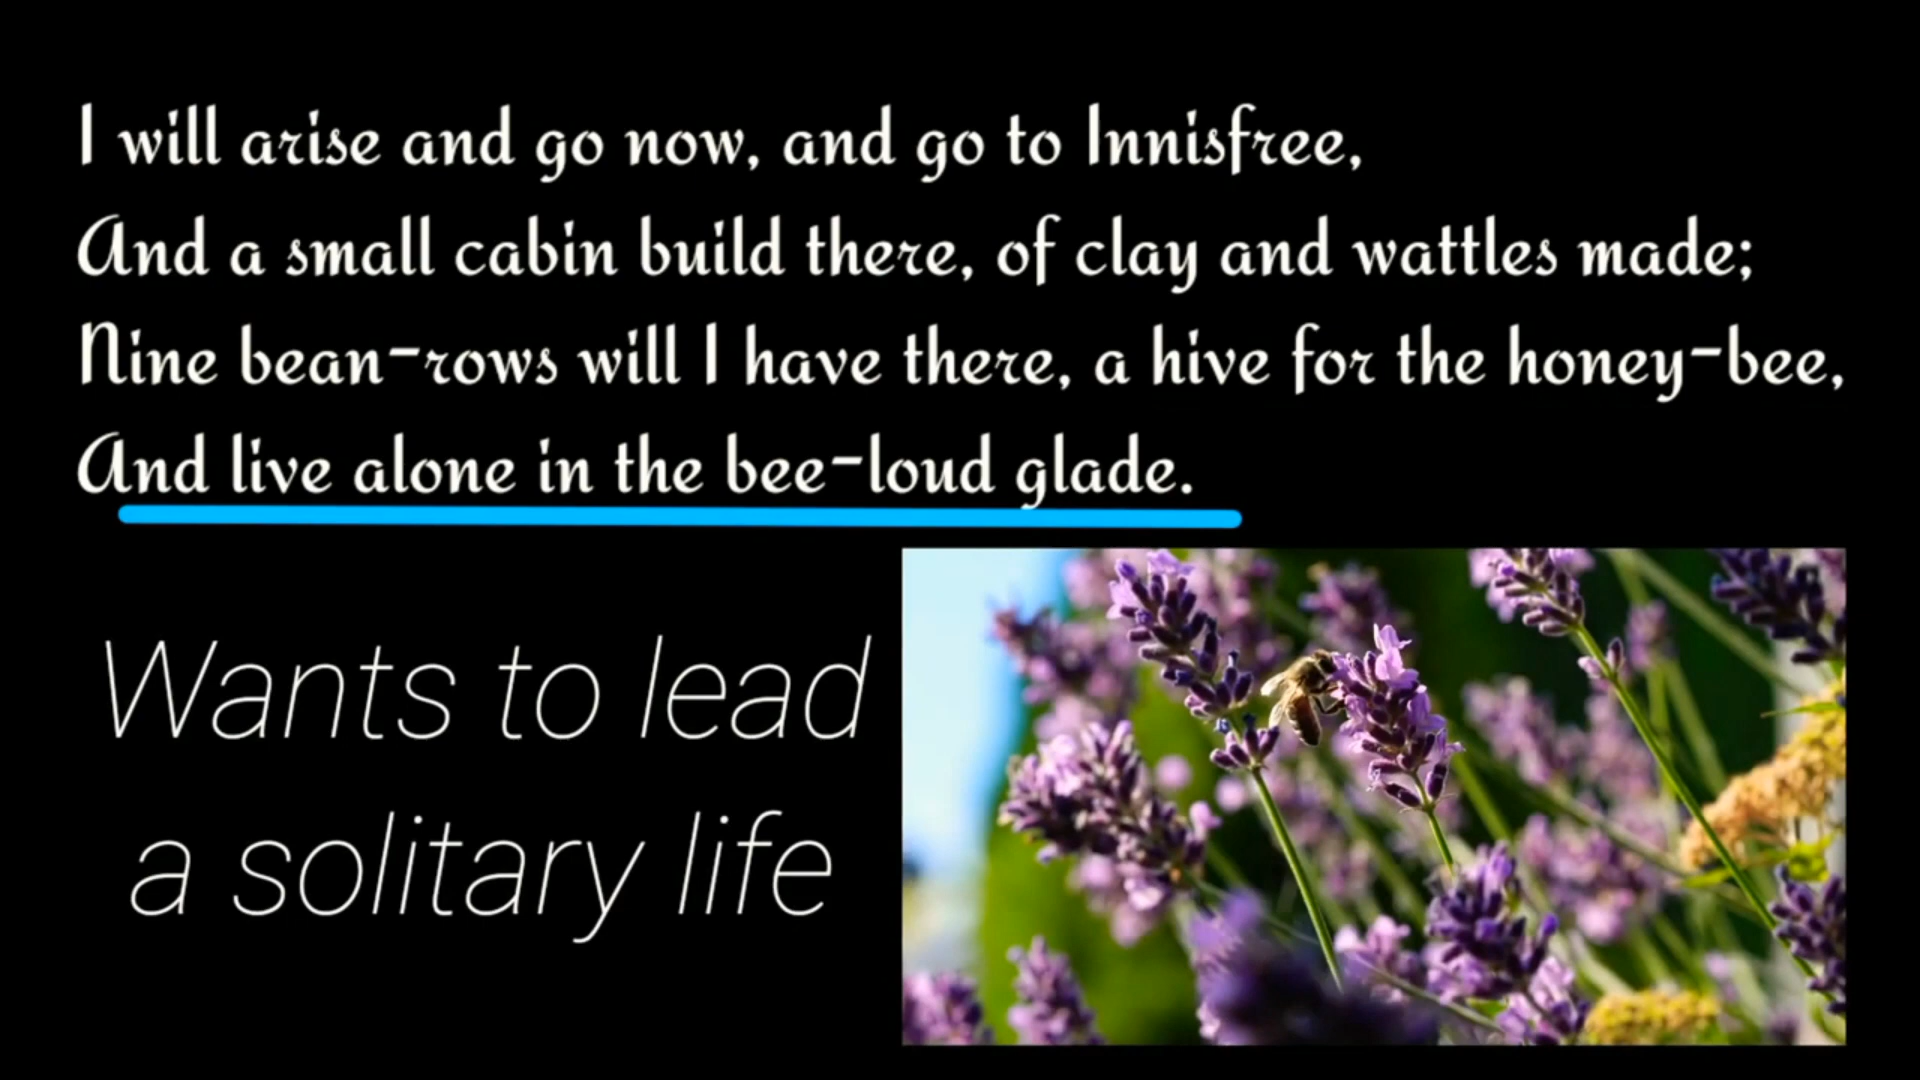 I will arise and go now, and go to Innisfree,
And a small cabin build there, of clay and wattles made;
Nine bean-rows will I have there, a hive for the honey-bee,
And live alone in the bee-loud glade.
Wants to lead
a solitary life